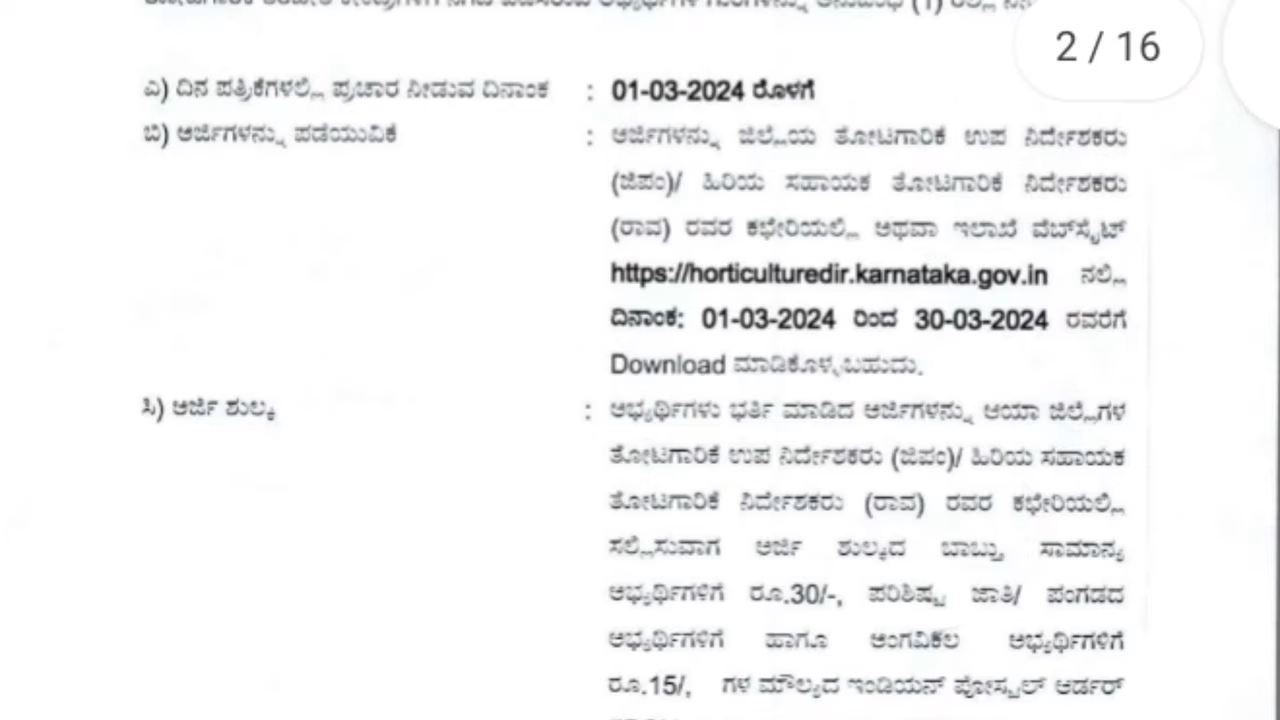 2 / 16
ಎ) ದಿನ ಪತ್ರಿಕೆಗಳಲ್ಲಿ ಪ್ರಚಾರ ನೀಡುವ ದಿನಾಂಕ : 01-03-2024 ರೊಳಗೆ
ಬಿ) ಅರ್ಜಿಗಳನ್ನು ಪಡೆಯುವಿಕೆ : ಅರ್ಜಿಗಳನ್ನು ಜಿಲ್ಲೆಯ ತೋಟಗಾರಿಕೆ ಉಪ ನಿರ್ದೇಶಕರು
(ಜಿಪಂ)/ ಹಿರಿಯ ಸಹಾಯಕ ತೋಟಗಾರಿಕೆ ನಿರ್ದೇಶಕರು
(ರಾವ) ರವರ ಕಛೇರಿಯಲ್ಲಿ ಅಥವಾ ಇಲಾಖೆ ವೆಬ್‌ಸೈಟ್
https://horticulturedir.karnataka.gov.in ನಲ್ಲಿ
ದಿನಾಂಕ: 01-03-2024 ರಿಂದ 30-03-2024 ರವರೆಗೆ
Download ಮಾಡಿಕೊಳ್ಳಬಹುದು.
ಸಿ) ಅರ್ಜಿ ಶುಲ್ಕ : ಅಭ್ಯರ್ಥಿಗಳು ಭರ್ತಿ ಮಾಡಿದ ಅರ್ಜಿಗಳನ್ನು ಆಯಾ ಜಿಲ್ಲೆಗಳ
ತೋಟಗಾರಿಕೆ ಉಪ ನಿರ್ದೇಶಕರು (ಜಿಪಂ)/ ಹಿರಿಯ ಸಹಾಯಕ
ತೋಟಗಾರಿಕೆ ನಿರ್ದೇಶಕರು (ರಾವ) ರವರ ಕಛೇರಿಯಲ್ಲಿ
ಸಲ್ಲಿಸುವಾಗ ಅರ್ಜಿ ಶುಲ್ಕದ ಬಾಬ್ತು ಸಾಮಾನ್ಯ
ಅಭ್ಯರ್ಥಿಗಳಿಗೆ ರೂ.30/-, ಪರಿಶಿಷ್ಟ ಜಾತಿ/ ಪಂಗಡದ
ಅಭ್ಯರ್ಥಿಗಳಿಗೆ ಹಾಗೂ ಅಂಗವಿಕಲ ಅಭ್ಯರ್ಥಿಗಳಿಗೆ
ರೂ.15/, ಗಳ ಮೌಲ್ಯದ ಇಂಡಿಯನ್ ಪೋಸ್ಟಲ್ ಆರ್ಡರ್